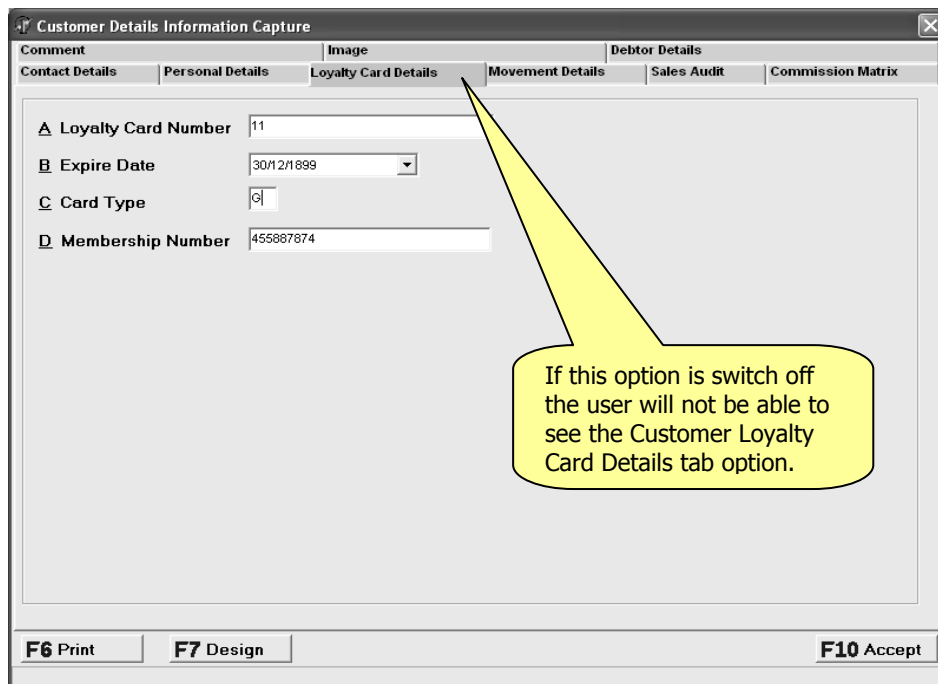 Customer Details Information Capture
Comment Image Debtor Details
Contact Details Personal Details Loyalty Card Details Movement Details Sales Audit Commission Matrix
A Loyalty Card Number 11
B Expire Date 30/12/1899
C Card Type G
D Membership Number 455887874
If this option is switch off
the user will not be able to
see the Customer Loyalty
Card Details tab option.
F6 Print F7 Design F10 Accept